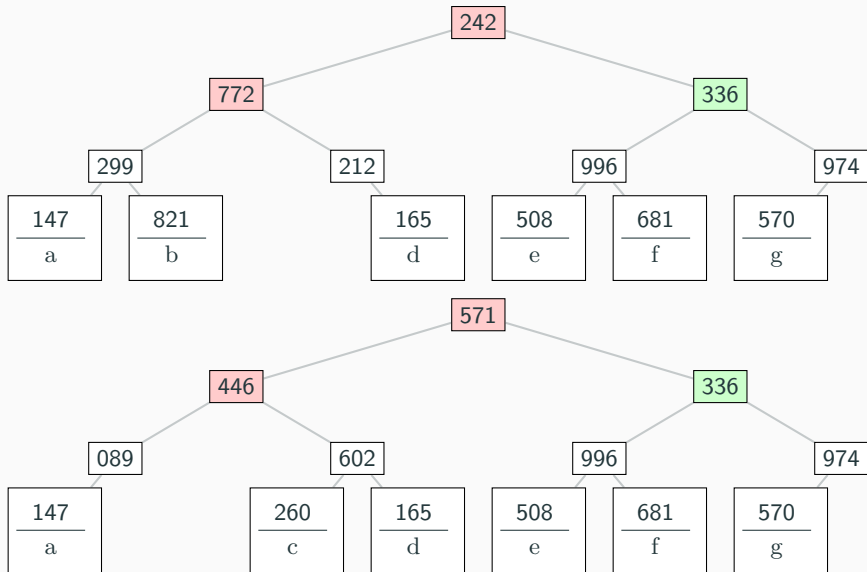 242
772 336
299 212 996 974
147 821 165 508 681 570
a b d e f g
571
446 336
089 602 996 974
147 260 165 508 681 570
a c d e f g